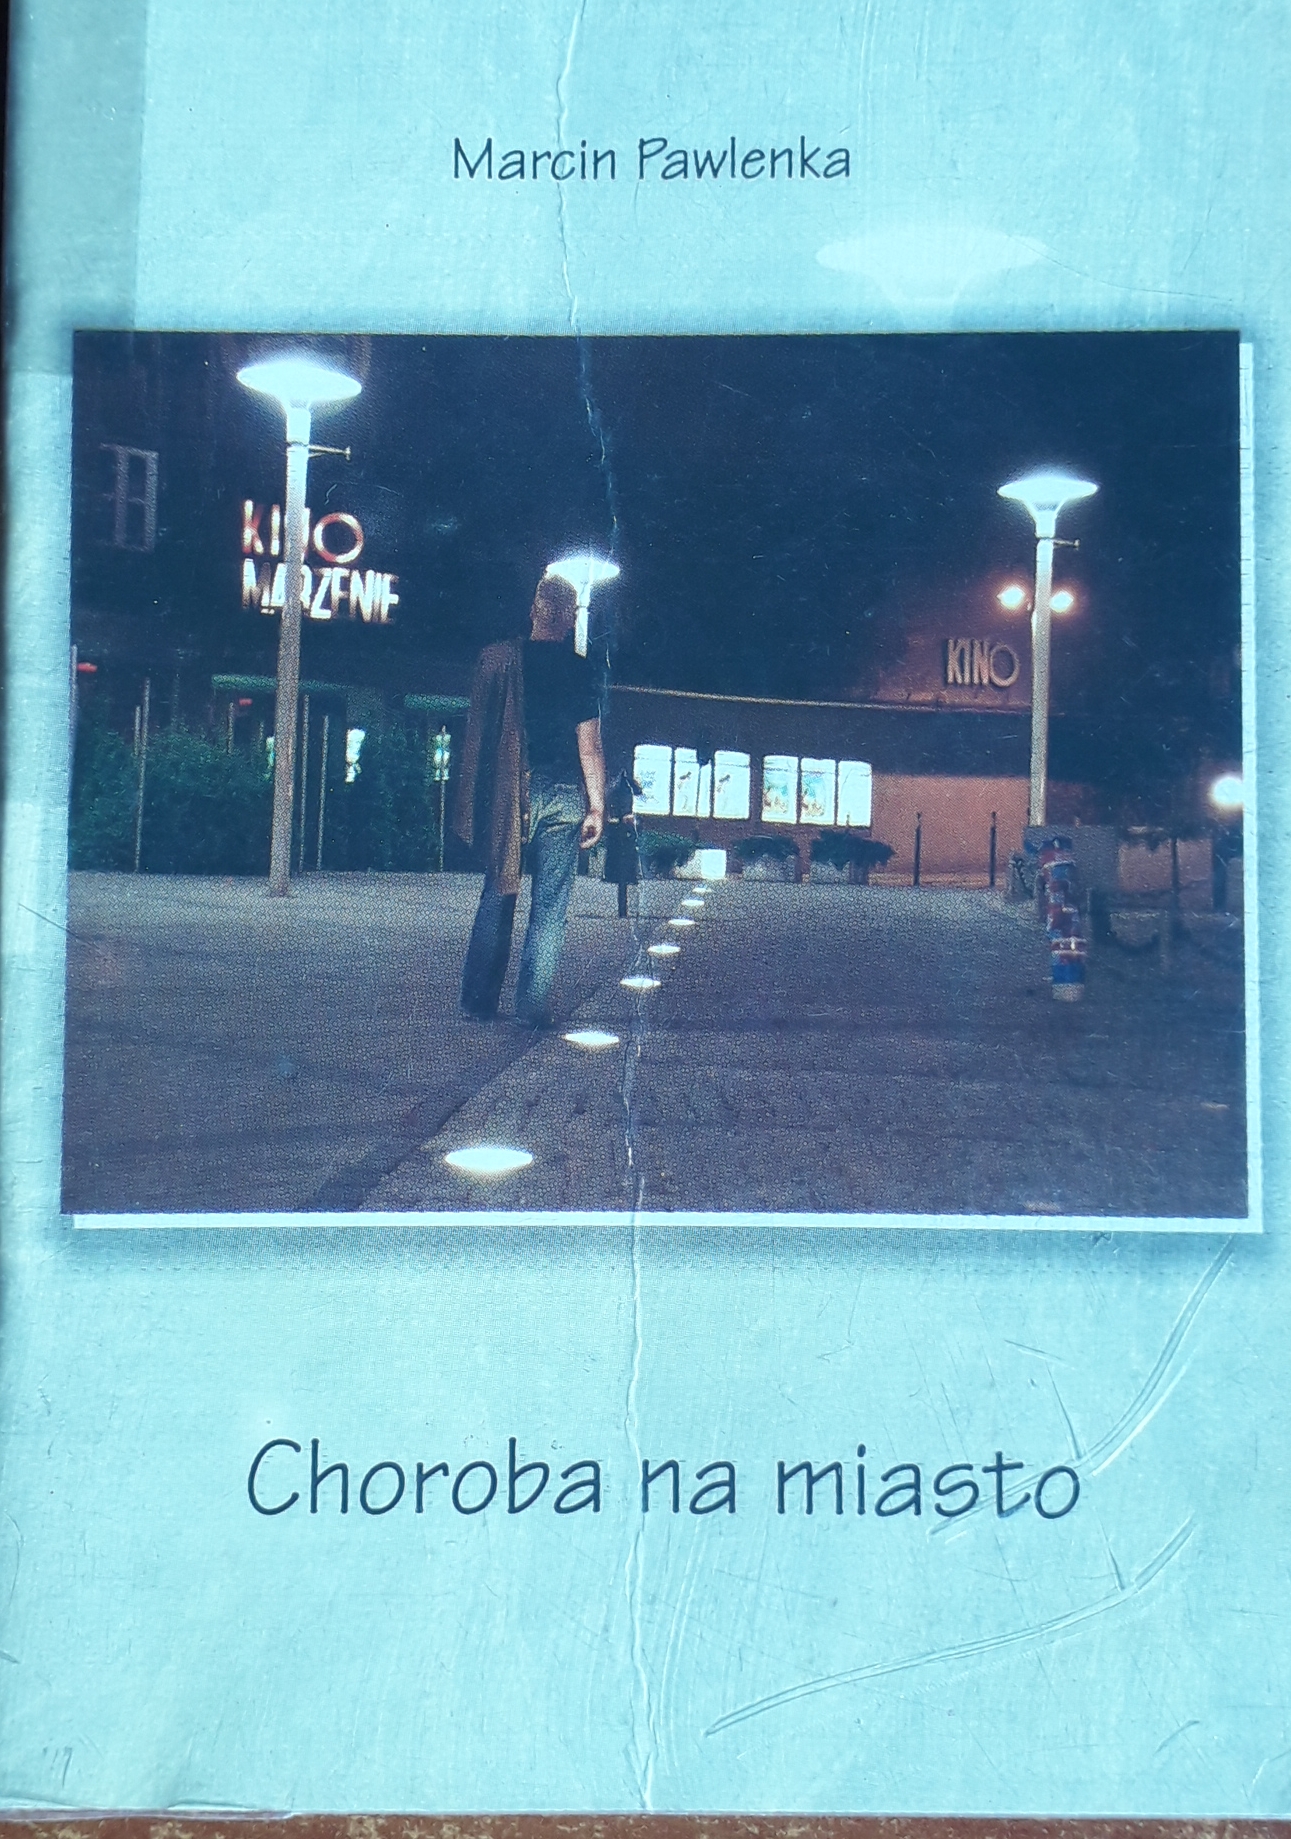 Marcin Pawlenka
KINO
MARZENIE
KINO
Choroba na miasto